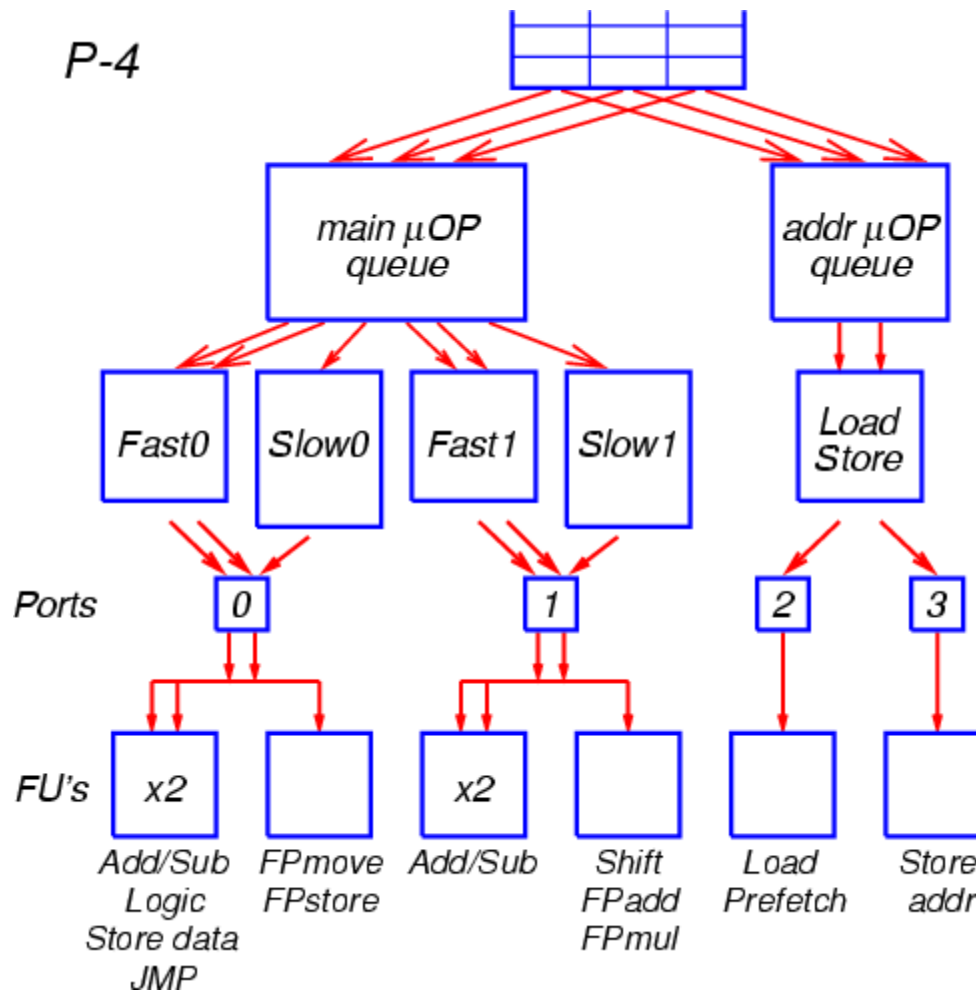 P-4
main μOP
queue
addr μOP
queue
Fast0
Slow0
Fast1
Slow1
Load
Store
Ports
0
1
2
3
FU's
x2
x2
Add/Sub
Logic
Store data
JMP
FPmove
FPstore
Add/Sub
Shift
FPadd
FPmul
Load
Prefetch
Store
addr